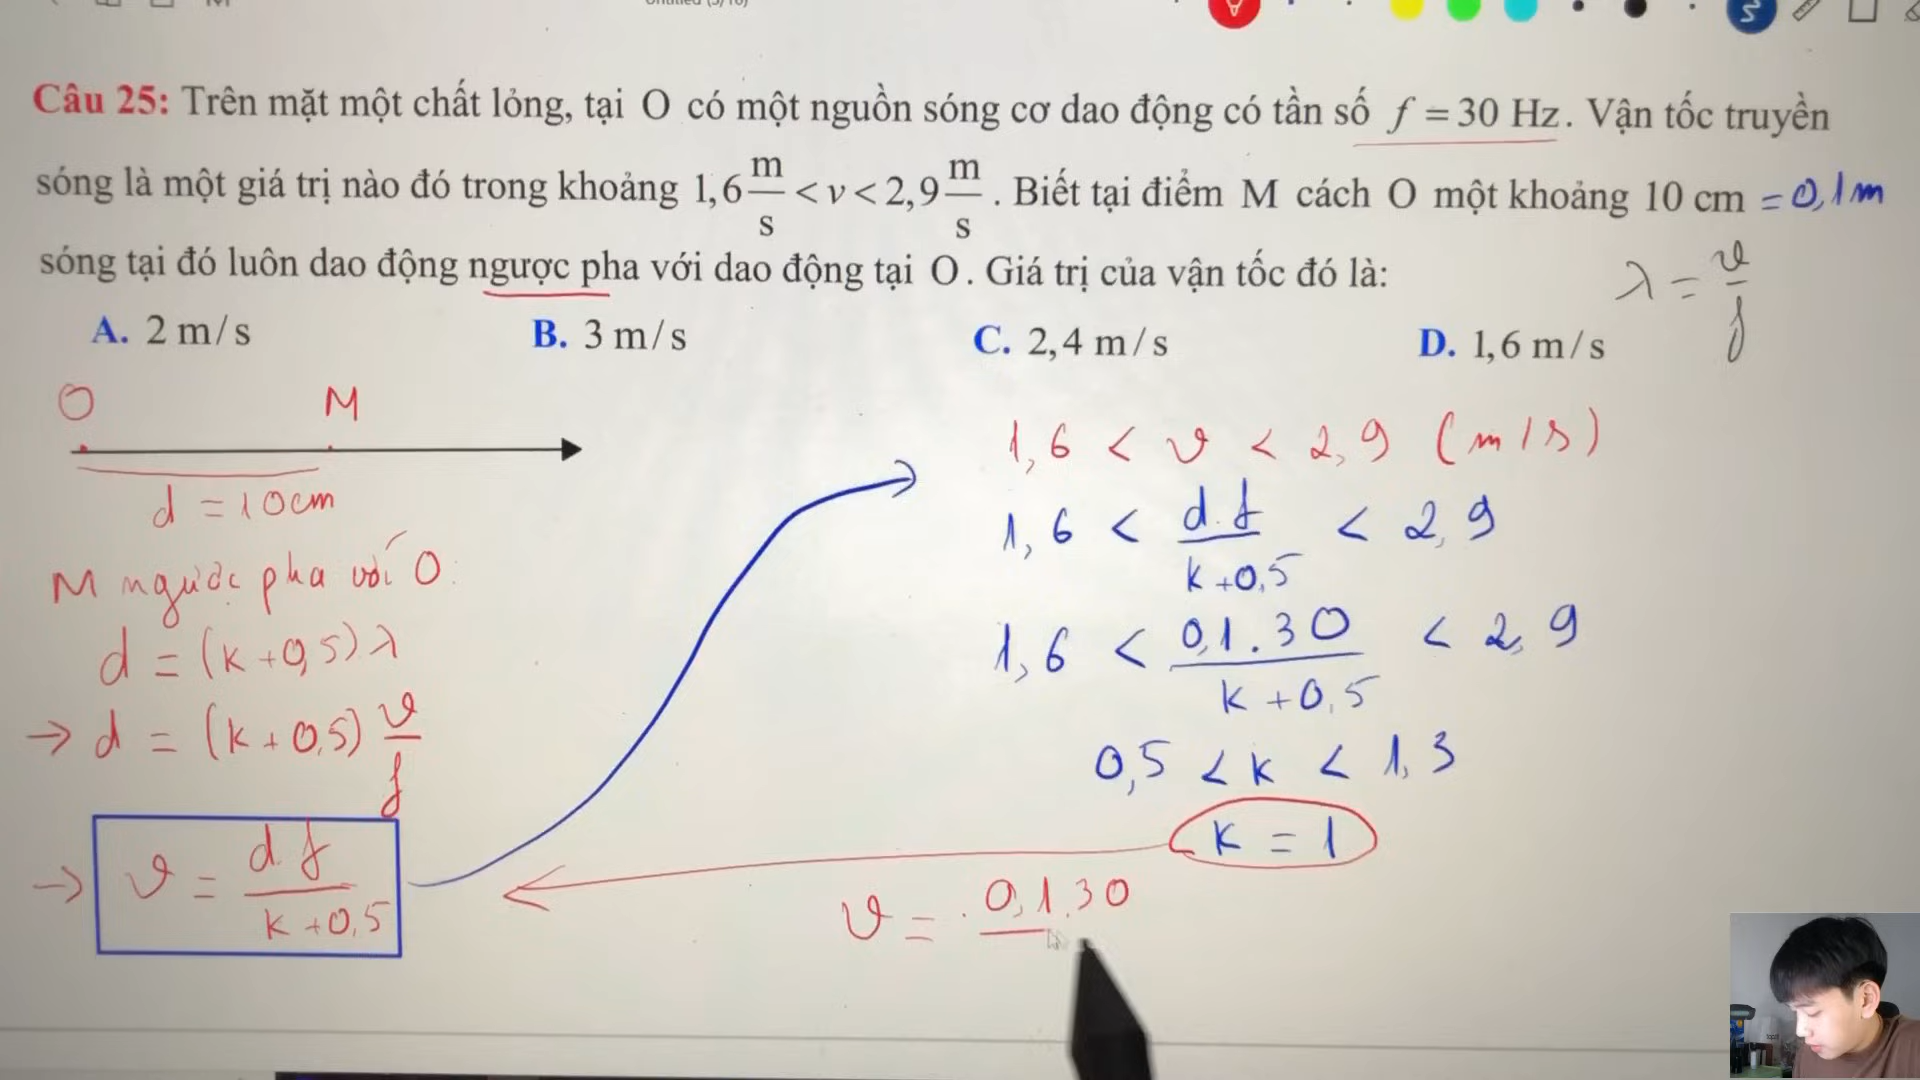 Câu 25: Trên mặt một chất lỏng, tại O có một nguồn sóng cơ dao động có tần số f = 30 Hz. Vận tốc truyền
sóng là một giá trị nào đó trong khoảng 1,6 m/s < v < 2,9 m/s. Biết tại điểm M cách O một khoảng 10 cm = 0,1m
sóng tại đó luôn dao động ngược pha với dao động tại O. Giá trị của vận tốc đó là:
λ = v/f
A. 2 m/s B. 3 m/s C. 2,4 m/s D. 1,6 m/s
O M
d = 10cm
M ngược pha với O.
d = (k+0,5)λ
→ d = (k+0,5) v/f
→ v = d.f/(k+0,5)
1,6 < v < 2,9 (m/s)
1,6 < d.f/(k+0,5) < 2,9
1,6 < 0,1.30/(k+0,5) < 2,9
0,5 < k < 1,3
k = 1
v = 0,1.30